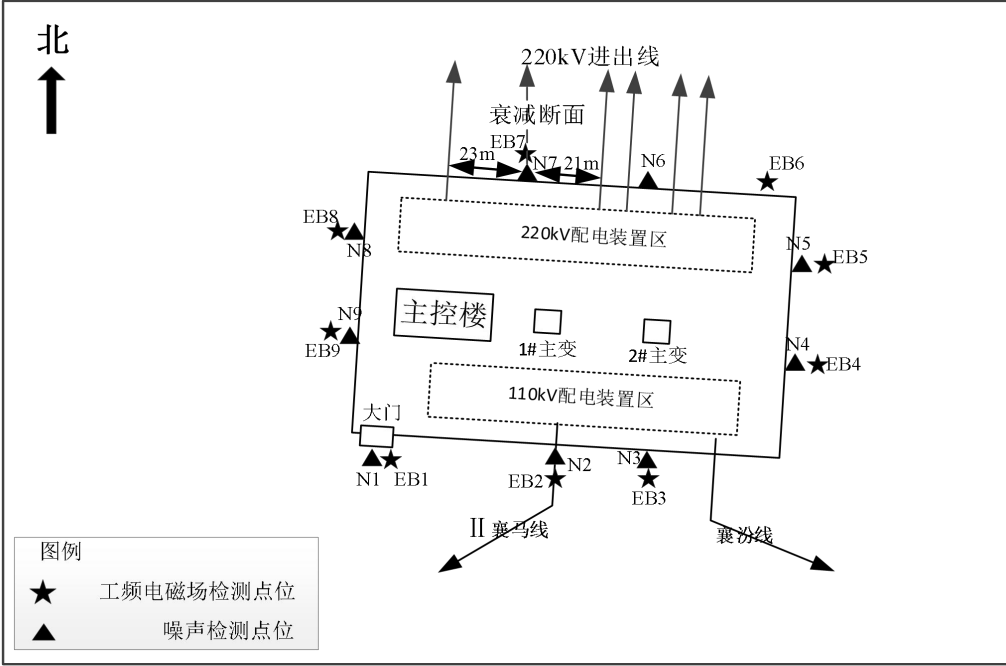 北
220kV进出线
衰减断面
EB7
23m
N7
21m
N6
EB6
EB8
N8
220kV配电装置区
N5
EB5
N9
EB9
主控楼
1#主变
2#主变
N4
EB4
110kV配电装置区
大门
N1
EB1
N2
EB2
N3
EB3
Ⅱ襄马线
襄汾线
图例
工频电磁场检测点位
噪声检测点位